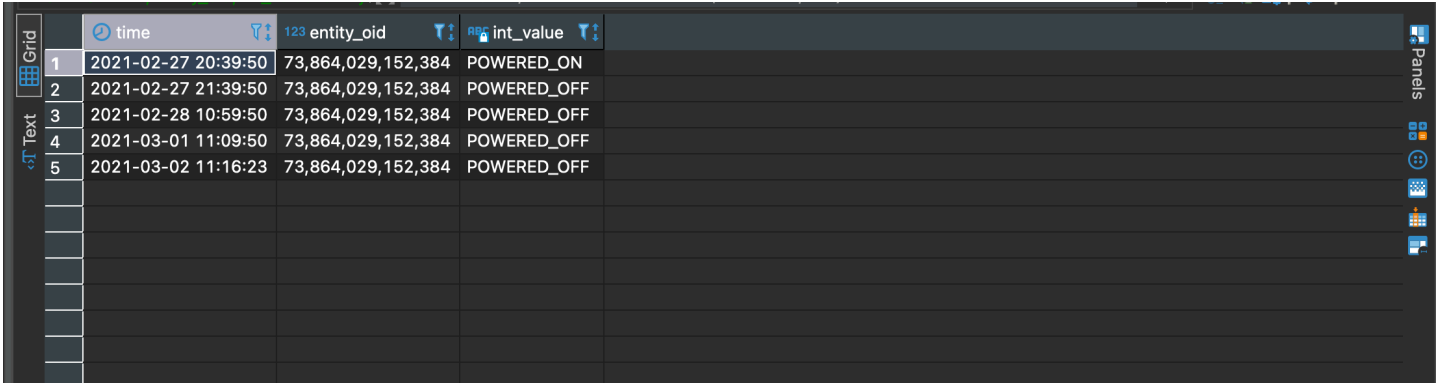 Grid
Text
time 123 entity_oid ABC int_value
1 2021-02-27 20:39:50 73,864,029,152,384 POWERED_ON
2 2021-02-27 21:39:50 73,864,029,152,384 POWERED_OFF
3 2021-02-28 10:59:50 73,864,029,152,384 POWERED_OFF
4 2021-03-01 11:09:50 73,864,029,152,384 POWERED_OFF
5 2021-03-02 11:16:23 73,864,029,152,384 POWERED_OFF
Panels